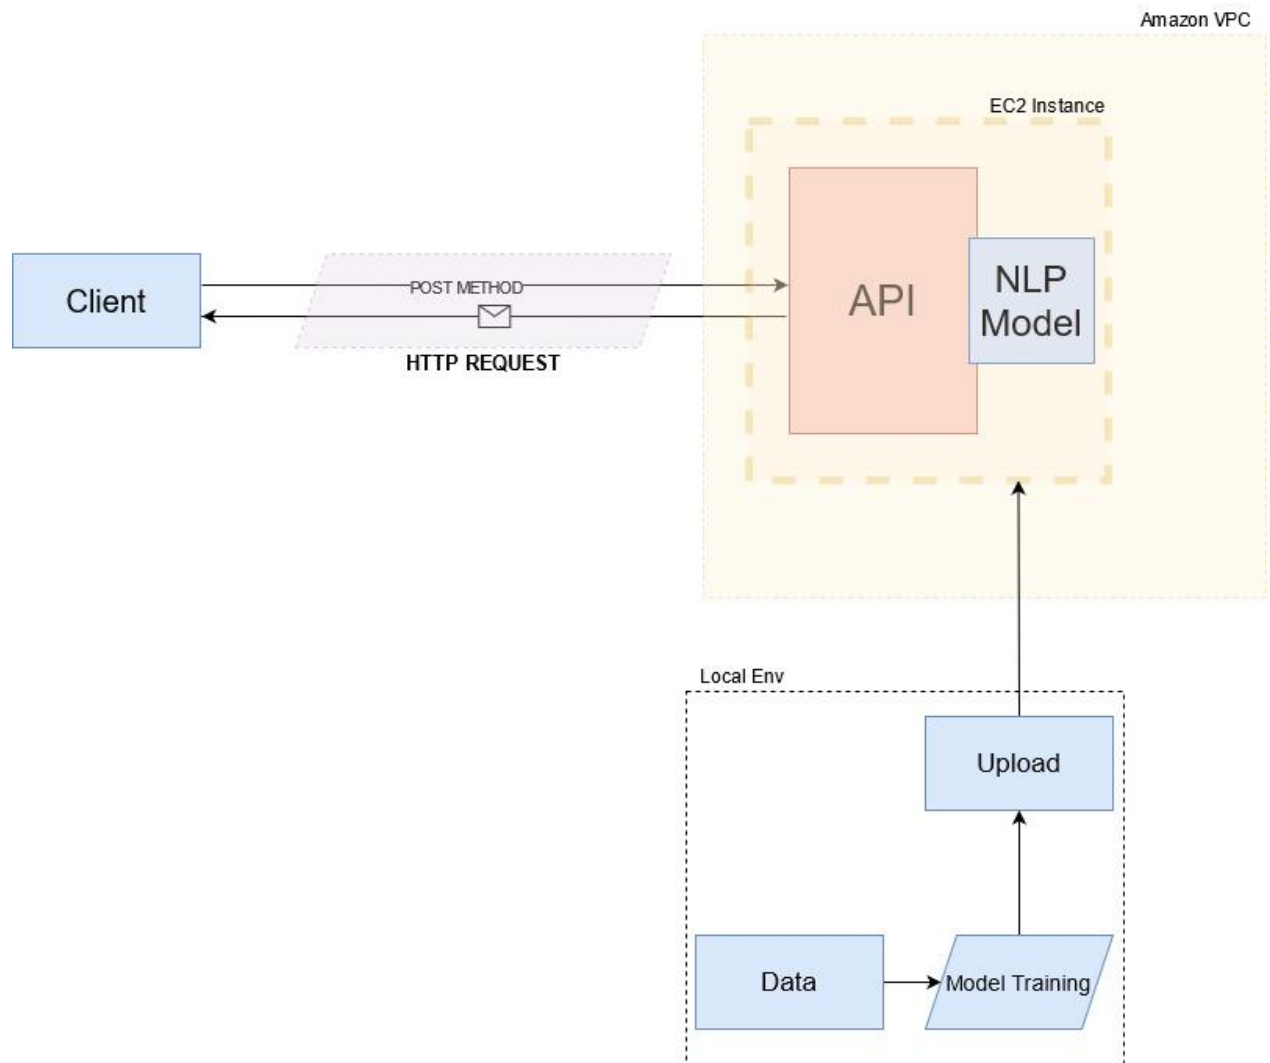 Amazon VPC
EC2 Instance
Client
POST METHOD
HTTP REQUEST
API
NLP
Model
Local Env
Upload
Data
Model Training